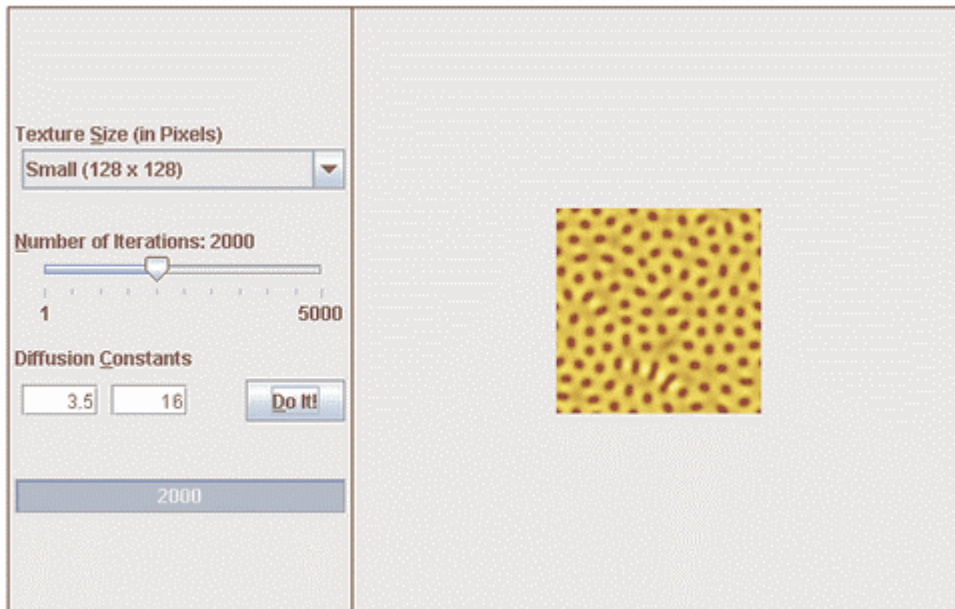 Texture Size (in Pixels)
Small (128 x 128)
Number of Iterations: 2000
1 5000
Diffusion Constants
3.5 16 Do It!
2000